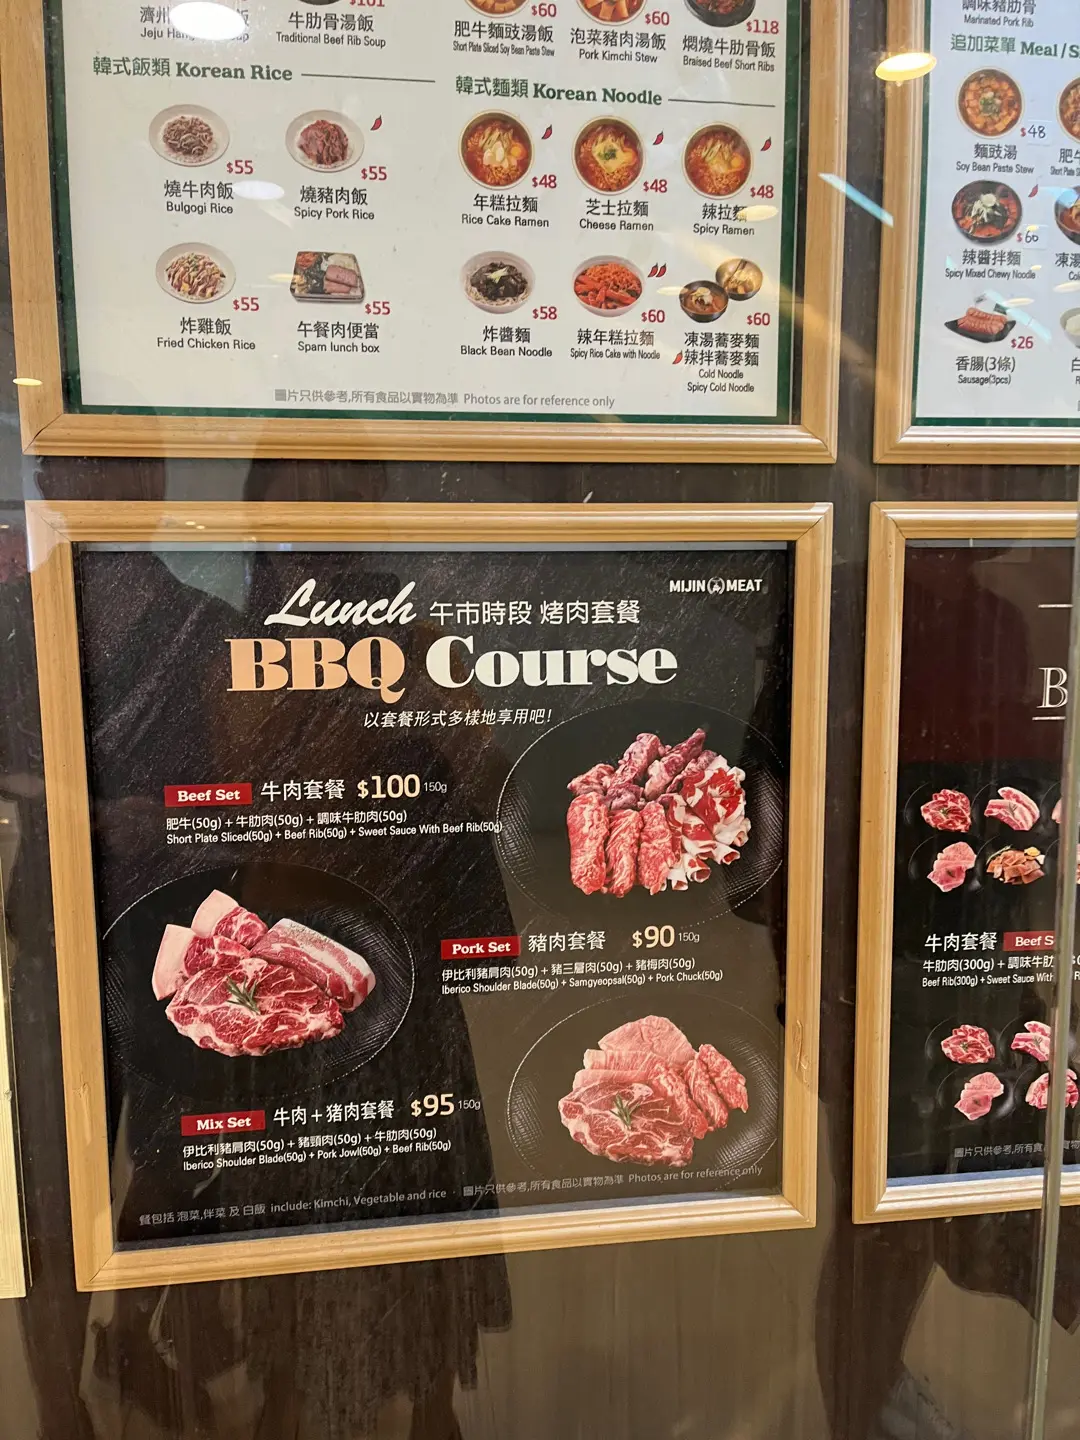 濟州
Jeju
$101
牛肋骨湯飯
Traditional Beef Rib Soup
$60
肥牛麵豉湯飯
Short Plate Sliced Soy Bean Paste Stew
$60
泡菜豬肉湯飯
Pork Kimchi Stew
$118
燜燒牛肋骨飯
Braised Beef Short Ribs
韓式飯類 Korean Rice
$55
燒牛肉飯
Bulgogi Rice
$55
燒豬肉飯
Spicy Pork Rice
$55
炸雞飯
Fried Chicken Rice
$55
午餐肉便當
Spam lunch box
韓式麵類 Korean Noodle
$48
年糕拉麵
Rice Cake Ramen
$48
芝士拉麵
Cheese Ramen
$48
辣拉麵
Spicy Ramen
$58
炸醬麵
Black Bean Noodle
$60
辣年糕拉麵
Spicy Rice Cake with Noodle
$60
凍湯蕎麥麵
辣拌蕎麥麵
Cold Noodle
Spicy Cold Noodle
圖片只供參考,所有食品以實物為準 Photos are for reference only
調味豬肋骨
Marinated Pork Rib
追加菜單 Meal / S
$48
麵豉湯
Soy Bean Paste Stew
肥牛
Short Plate
$60
辣醬拌麵
Spicy Mixed Chewy Noodle
凍湯
$26
香腸(3條)
Sausage(3pcs)
Lunch 午市時段 烤肉套餐
MIJIN MEAT
BBQ Course
以套餐形式多樣地享用吧!
Beef Set 牛肉套餐 $100 150g
肥牛(50g) + 牛肋肉(50g) + 調味牛肋肉(50g)
Short Plate Sliced(50g) + Beef Rib(50g) + Sweet Sauce With Beef Rib(50g)
Pork Set 豬肉套餐 $90 150g
伊比利豬肩肉(50g) + 豬三層肉(50g) + 豬梅肉(50g)
Iberico Shoulder Blade(50g) + Samgyeopsal(50g) + Pork Chuck(50g)
Mix Set 牛肉 + 豬肉套餐 $95 150g
伊比利豬肩肉(50g) + 豬頸肉(50g) + 牛肋肉(50g)
Iberico Shoulder Blade(50g) + Pork Jowl(50g) + Beef Rib(50g)
餐包括 泡菜,伴菜 及 白飯 include: Kimchi, Vegetable and rice · 圖片只供參考,所有食品以實物為準 Photos are for reference only
B
牛肉套餐 Beef S
牛肋肉(300g) + 調味牛肋
Beef Rib(300g) + Sweet Sauce With
圖片只供參考,所有